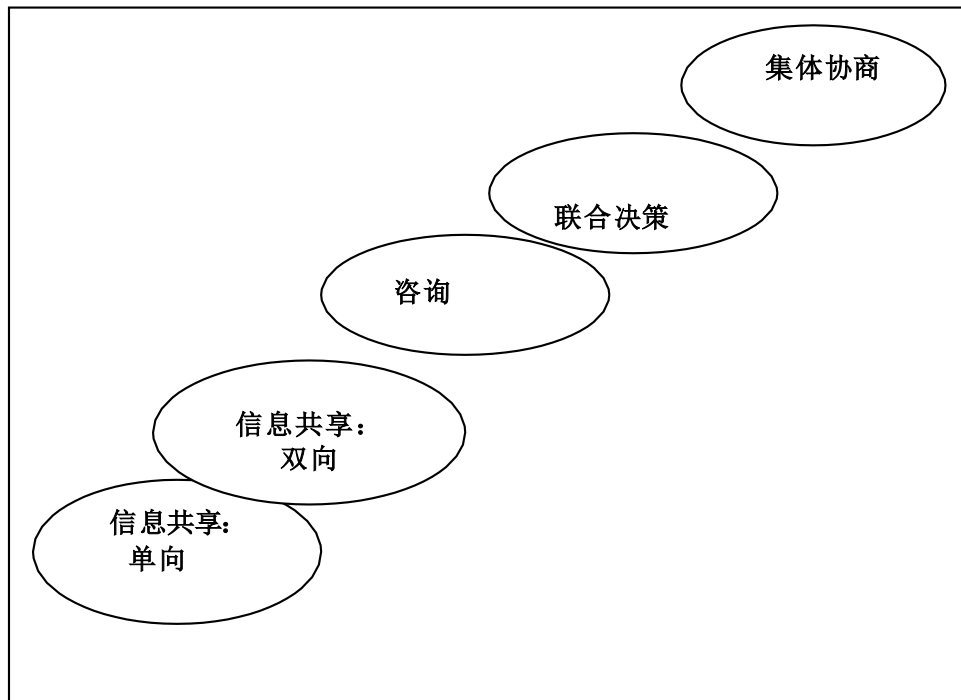 集体协商
联合决策
咨询
信息共享：
双向
信息共享：
单向